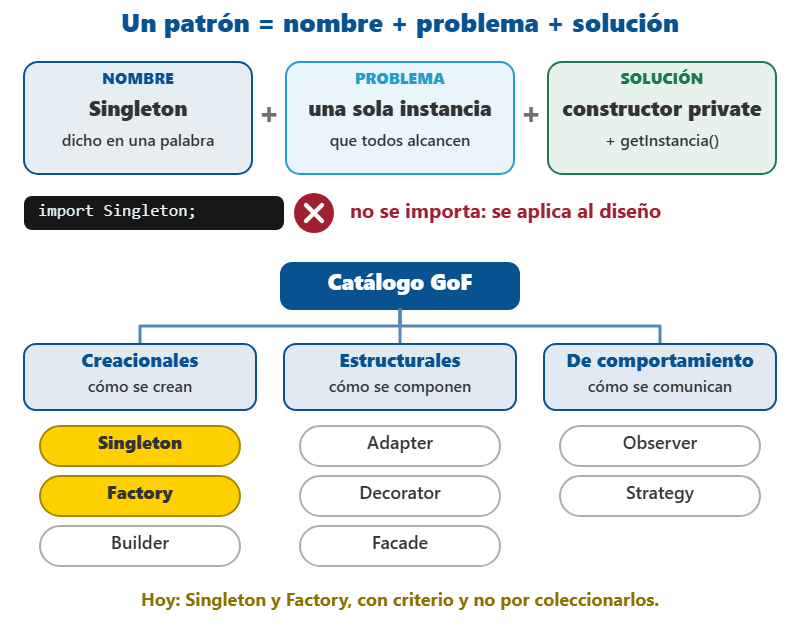 Un patrón = nombre + problema + solución
NOMBRE
Singleton
dicho en una palabra
+
PROBLEMA
una sola instancia
que todos alcancen
+
SOLUCIÓN
constructor private
+ getInstancia()
import Singleton;
no se importa: se aplica al diseño
Catálogo GoF
Creacionales
cómo se crean
Estructurales
cómo se componen
De comportamiento
cómo se comunican
Singleton
Adapter
Observer
Factory
Decorator
Strategy
Builder
Facade
Hoy: Singleton y Factory, con criterio y no por coleccionarlos.